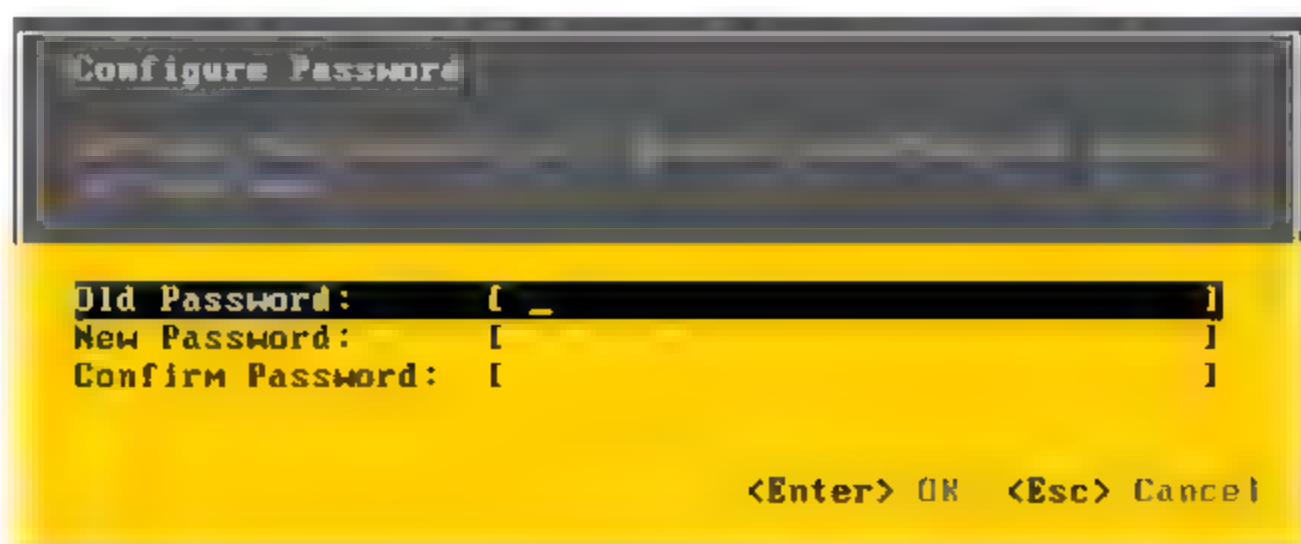 Configure Password
Old Password: [ _ ]
New Password: [ ]
Confirm Password: [ ]
<Enter> OK <Esc> Cancel